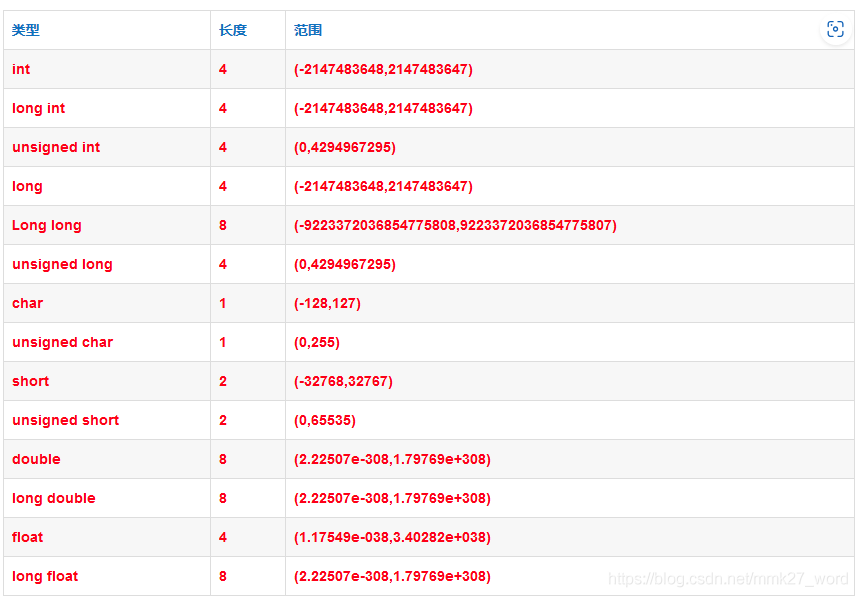 类型 长度 范围
int 4 (-2147483648,2147483647)
long int 4 (-2147483648,2147483647)
unsigned int 4 (0,4294967295)
long 4 (-2147483648,2147483647)
Long long 8 (-9223372036854775808,9223372036854775807)
unsigned long 4 (0,4294967295)
char 1 (-128,127)
unsigned char 1 (0,255)
short 2 (-32768,32767)
unsigned short 2 (0,65535)
double 8 (2.22507e-308,1.79769e+308)
long double 8 (2.22507e-308,1.79769e+308)
float 4 (1.17549e-038,3.40282e+038)
long float 8 (2.22507e-308,1.79769e+308)
https://blog.csdn.net/mmk27_word